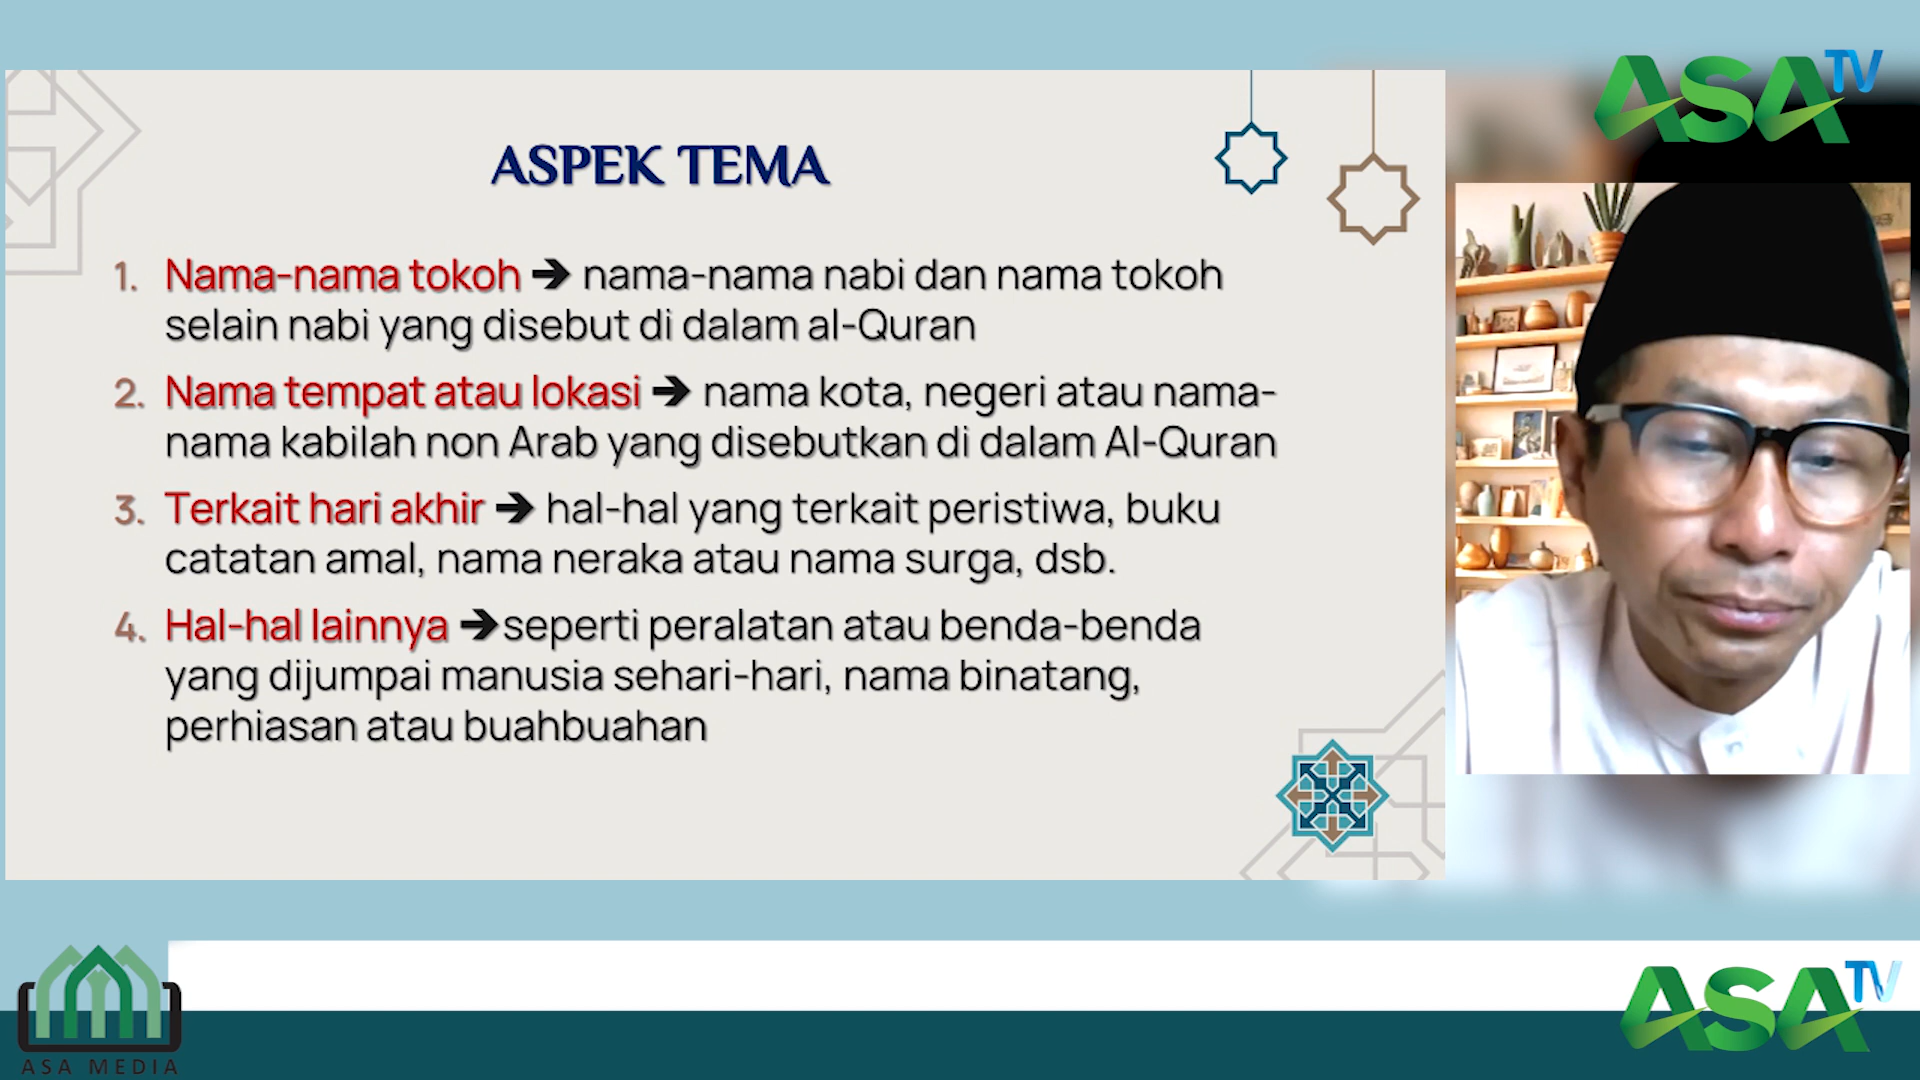 ASA TV
ASPEK TEMA
1. Nama-nama tokoh ➔ nama-nama nabi dan nama tokoh
selain nabi yang disebut di dalam al-Quran
2. Nama tempat atau lokasi ➔ nama kota, negeri atau nama-
nama kabilah non Arab yang disebutkan di dalam Al-Quran
3. Terkait hari akhir ➔ hal-hal yang terkait peristiwa, buku
catatan amal, nama neraka atau nama surga, dsb.
4. Hal-hal lainnya ➔seperti peralatan atau benda-benda
yang dijumpai manusia sehari-hari, nama binatang,
perhiasan atau buahbuahan
ASA MEDIA
ASA TV